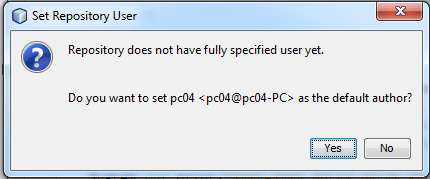 Set Repository User
Repository does not have fully specified user yet.
Do you want to set pc04 <pc04@pc04-PC> as the default author?
Yes No